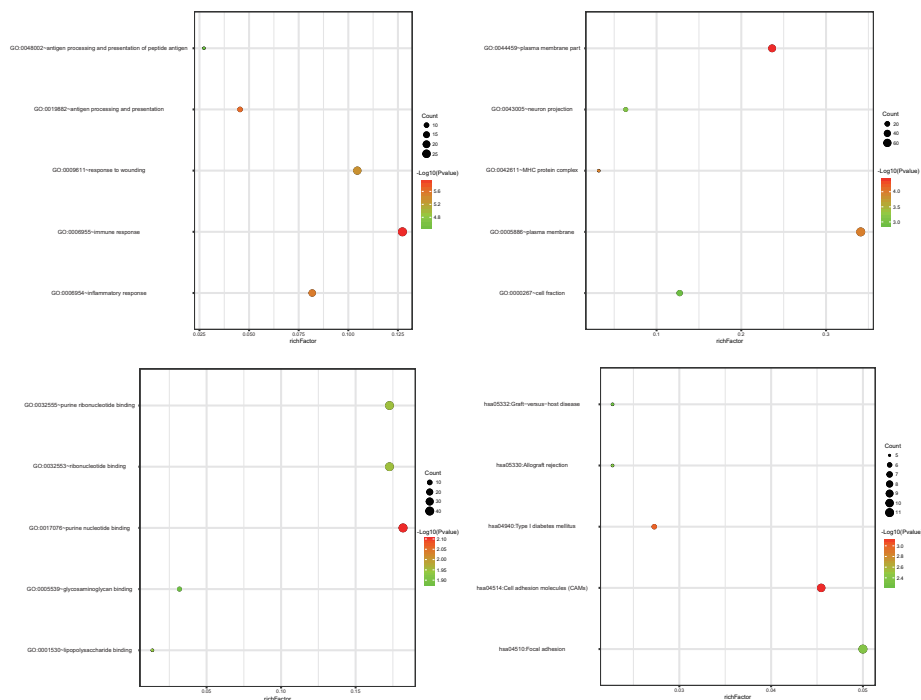 GO:0048002~antigen processing and presentation of peptide antigen
GO:0019882~antigen processing and presentation
GO:0009611~response to wounding
GO:0006955~immune response
GO:0006954~inflammatory response
0.025 0.050 0.075 0.100 0.125
richFactor
Count
10
15
20
25
-Log10(Pvalue)
5.6
5.2
4.8
GO:0044459~plasma membrane part
GO:0043005~neuron projection
GO:0042611~MHC protein complex
GO:0005886~plasma membrane
GO:0000267~cell fraction
0.1 0.2 0.3
richFactor
Count
20
40
60
-Log10(Pvalue)
4.0
3.5
3.0
GO:0032555~purine ribonucleotide binding
GO:0032553~ribonucleotide binding
GO:0017076~purine nucleotide binding
GO:0005539~glycosaminoglycan binding
GO:0001530~lipopolysaccharide binding
0.05 0.10 0.15
richFactor
Count
10
20
30
40
-Log10(Pvalue)
2.10
2.05
2.00
1.95
1.90
hsa05332:Graft-versus-host disease
hsa05330:Allograft rejection
hsa04940:Type I diabetes mellitus
hsa04514:Cell adhesion molecules (CAMs)
hsa04510:Focal adhesion
0.03 0.04 0.05
richFactor
Count
5
6
7
8
9
10
11
-Log10(Pvalue)
3.0
2.8
2.6
2.4